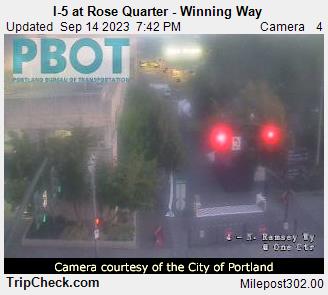 I-5 at Rose Quarter - Winning Way
Updated Sep 14 2023 7:42 PM Camera 4
PBOT
PORTLAND BUREAU OF TRANSPORTATION
4 - N. Ramsey Wy
@ One Ctr
Camera courtesy of the City of Portland
TripCheck.com Milepost302.00